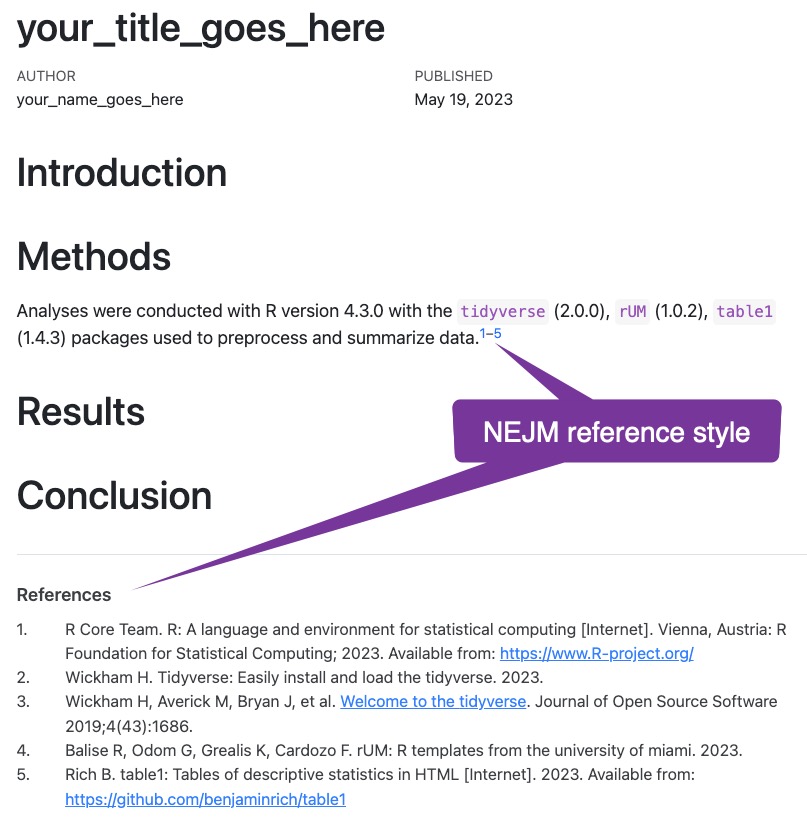 your_title_goes_here
AUTHOR PUBLISHED
your_name_goes_here May 19, 2023
Introduction
Methods
Analyses were conducted with R version 4.3.0 with the tidyverse (2.0.0), rUM (1.0.2), table1
(1.4.3) packages used to preprocess and summarize data.1–5
Results
NEJM reference style
Conclusion
References
1. R Core Team. R: A language and environment for statistical computing [Internet]. Vienna, Austria: R
Foundation for Statistical Computing; 2023. Available from: https://www.R-project.org/
2. Wickham H. Tidyverse: Easily install and load the tidyverse. 2023.
3. Wickham H, Averick M, Bryan J, et al. Welcome to the tidyverse. Journal of Open Source Software
2019;4(43):1686.
4. Balise R, Odom G, Grealis K, Cardozo F. rUM: R templates from the university of miami. 2023.
5. Rich B. table1: Tables of descriptive statistics in HTML [Internet]. 2023. Available from:
https://github.com/benjaminrich/table1